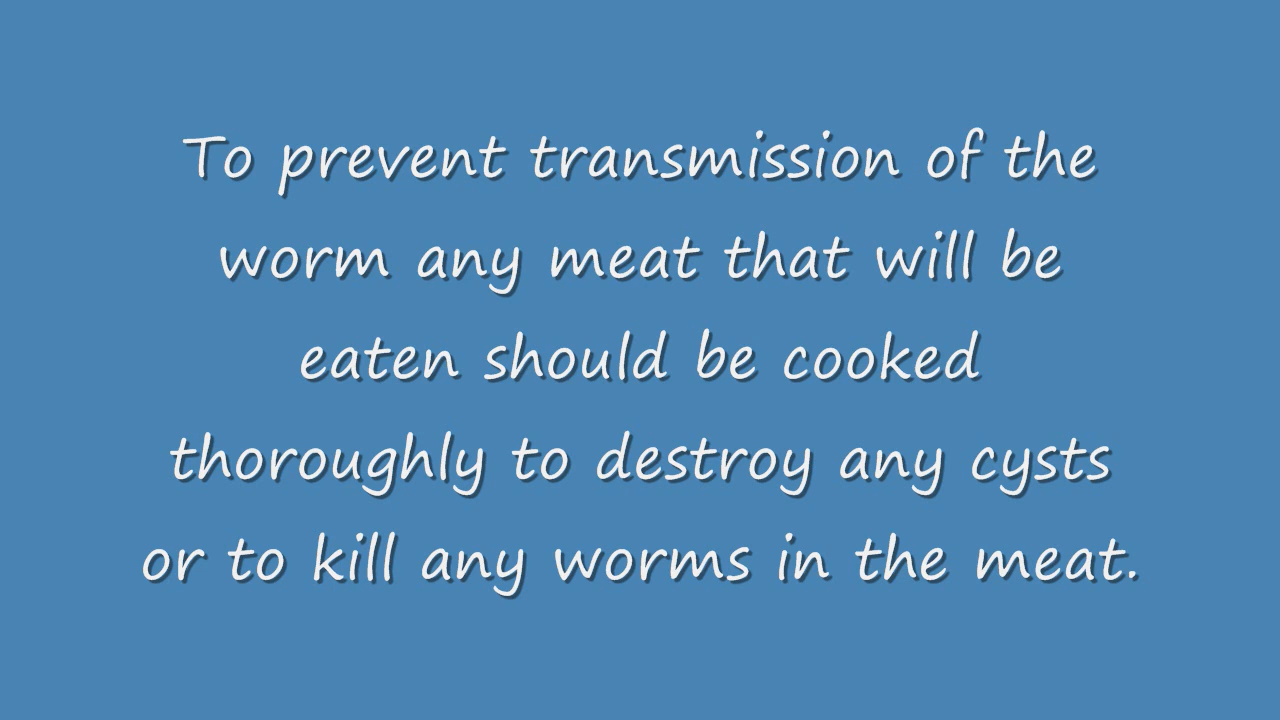 To prevent transmission of the
worm any meat that will be
eaten should be cooked
thoroughly to destroy any cysts
or to kill any worms in the meat.